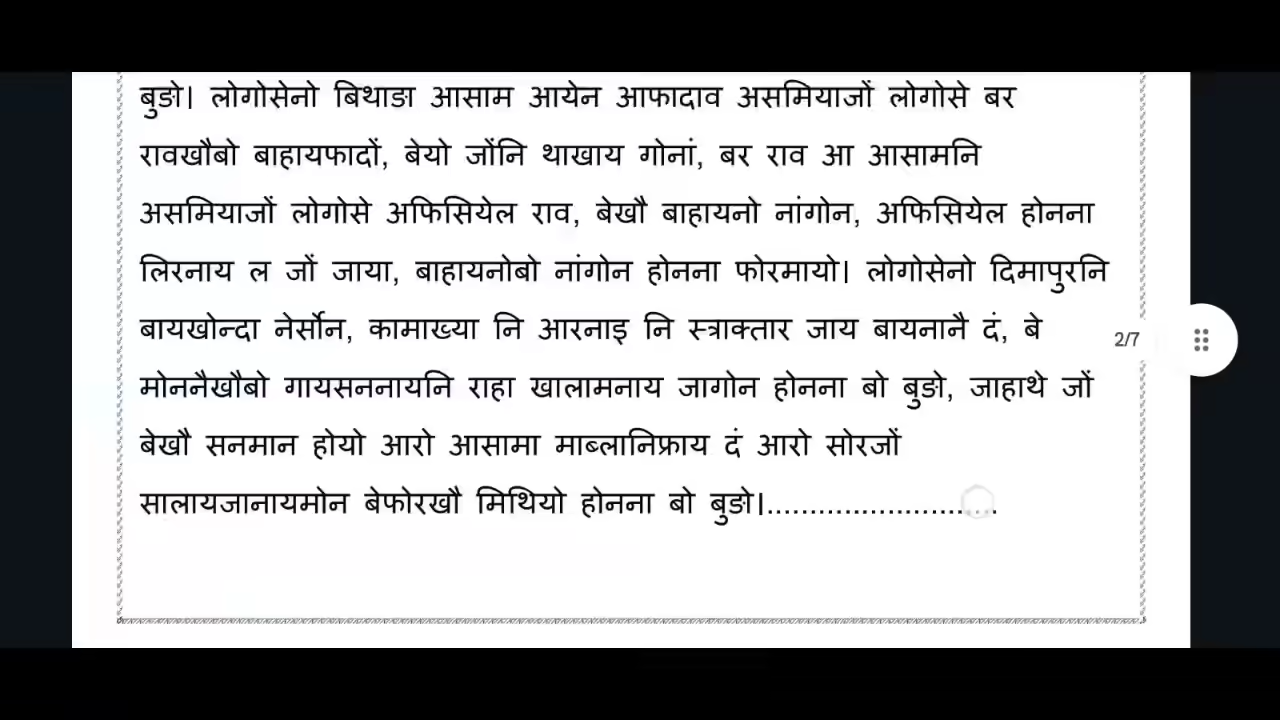 बुङो। लोगोसेनो बिथाङा आसाम आयेन आफादाव असमियाजों लोगोसे बर
रावखौबो बाहायफादों, बेयो जोंनि थाखाय गोनां, बर राव आ आसामनि
असमियाजों लोगोसे अफिसियेल राव, बेखौ बाहायनो नांगोन, अफिसियेल होनना
लिरनाय ल जों जाया, बाहायनोबो नांगोन होनना फोरमायो। लोगोसेनो दिमापुरनि
बायखोन्दा नेर्सोन, कामाख्या नि आरनाइ नि स्त्राक्तार जाय बायनानै दं, बे
2/7
मोननैखौबो गायसननायनि राहा खालामनाय जागोन होनना बो बुङो, जाहाथे जों
बेखौ सनमान होयो आरो आसामा माब्लानिफ्राय दं आरो सोरजों
सालायजानायमोन बेफोरखौ मिथियो होनना बो बुङो।...........................